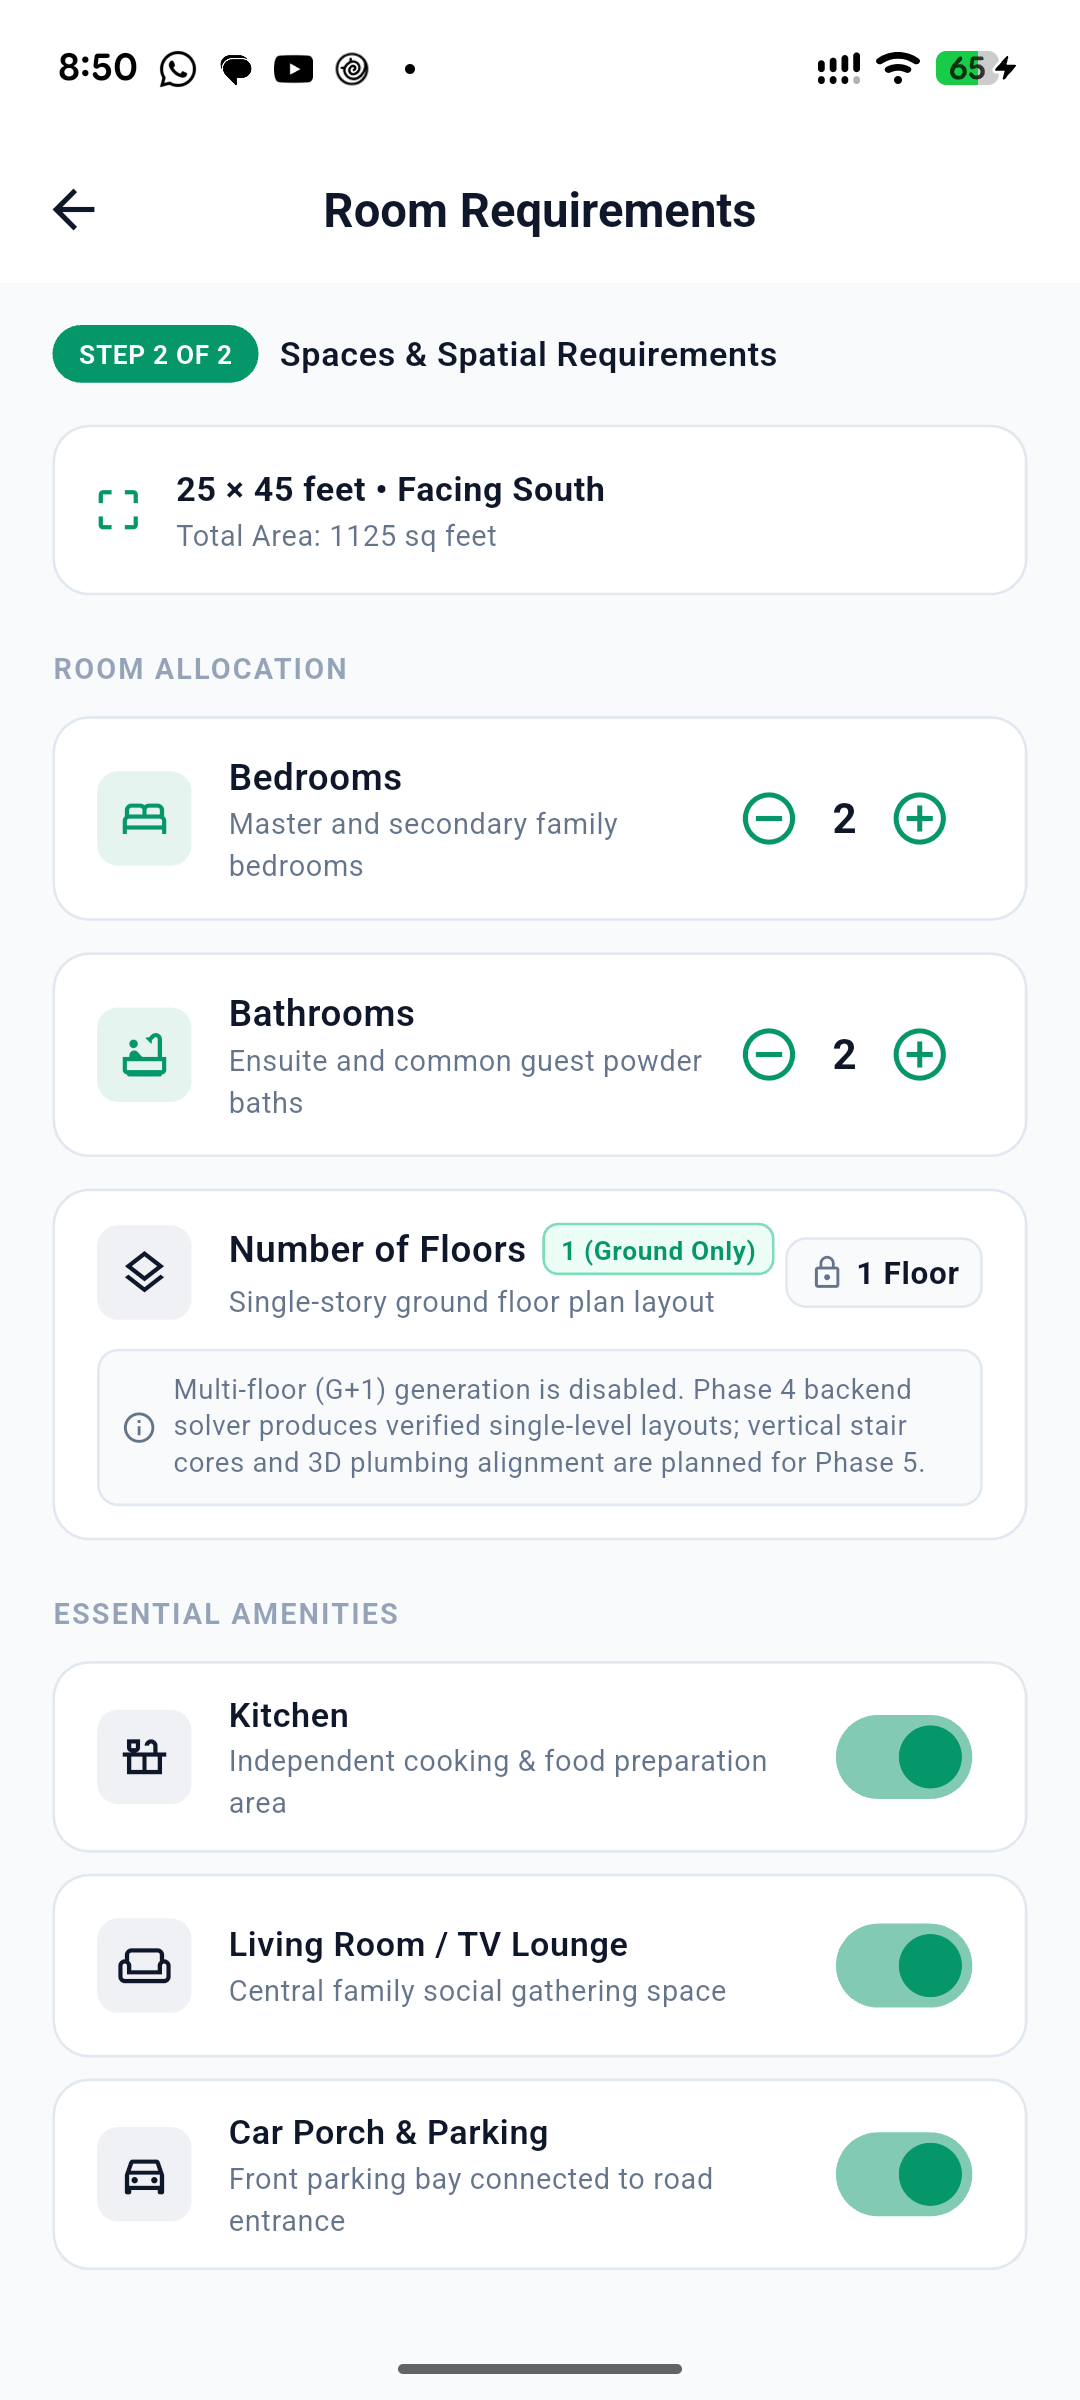 8:50
65
Room Requirements
STEP 2 OF 2
Spaces & Spatial Requirements
25 × 45 feet • Facing South
Total Area: 1125 sq feet
ROOM ALLOCATION
Bedrooms
Master and secondary family
bedrooms
2
Bathrooms
Ensuite and common guest powder
baths
2
Number of Floors
1 (Ground Only)
1 Floor
Single-story ground floor plan layout
Multi-floor (G+1) generation is disabled. Phase 4 backend
solver produces verified single-level layouts; vertical stair
cores and 3D plumbing alignment are planned for Phase 5.
ESSENTIAL AMENITIES
Kitchen
Independent cooking & food preparation
area
Living Room / TV Lounge
Central family social gathering space
Car Porch & Parking
Front parking bay connected to road
entrance